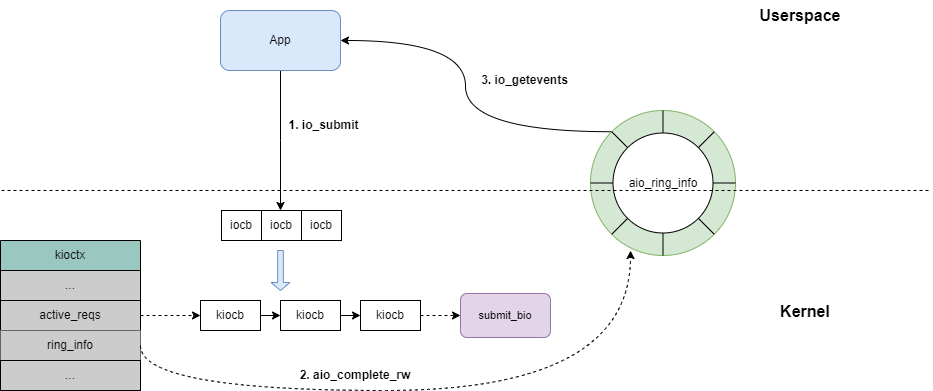 Userspace
App
3. io_getevents
1. io_submit
aio_ring_info
iocb iocb iocb
kioctx
...
active_reqs
kiocb kiocb kiocb
submit_bio
Kernel
ring_info
2. aio_complete_rw
...